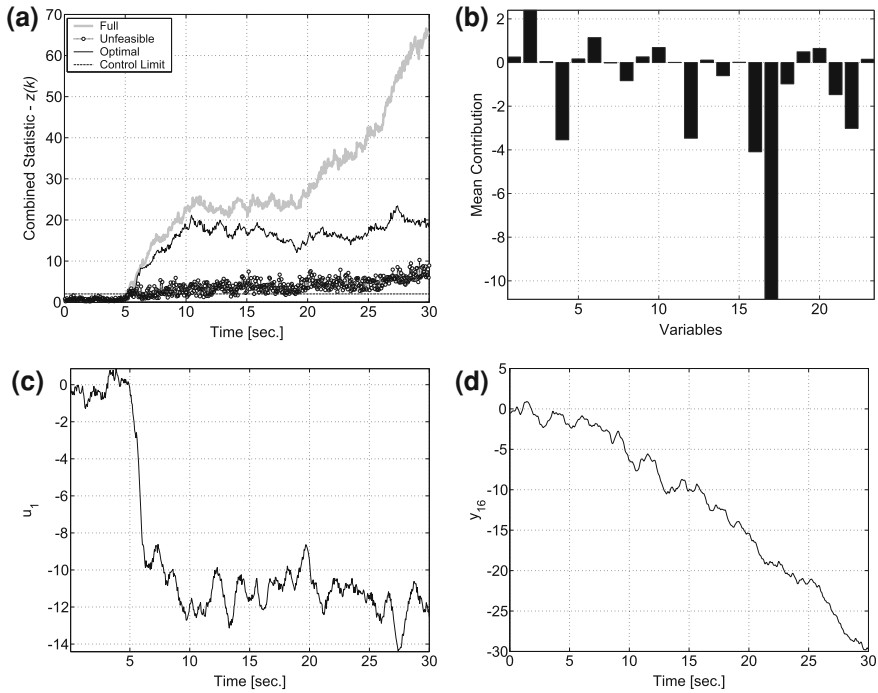 (a)
Full
Unfeasible
Optimal
Control Limit
Combined Statistic - z(k)
70
60
50
40
30
20
10
0
0 5 10 15 20 25 30
Time [sec.]
(b)
Mean Contribution
2
0
-2
-4
-6
-8
-10
5 10 15 20
Variables
(c)
u1
0
-2
-4
-6
-8
-10
-12
-14
5 10 15 20 25 30
Time [sec.]
(d)
y16
5
0
-5
-10
-15
-20
-25
-30
0 5 10 15 20 25 30
Time [sec.]